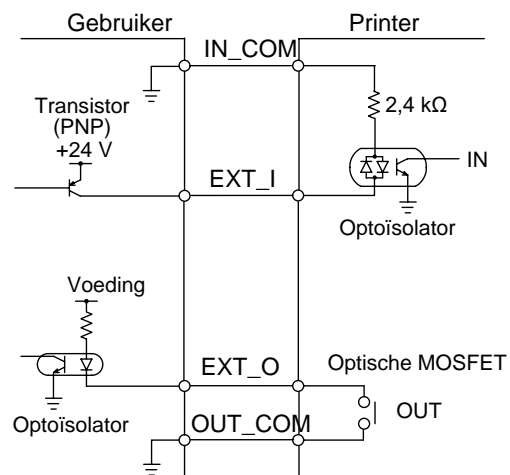 Gebruiker
Printer
IN_COM
Transistor
(PNP)
+24 V
2,4 kΩ
IN
EXT_I
Optoïsolator
Voeding
EXT_O
Optische MOSFET
OUT
Optoïsolator
OUT_COM